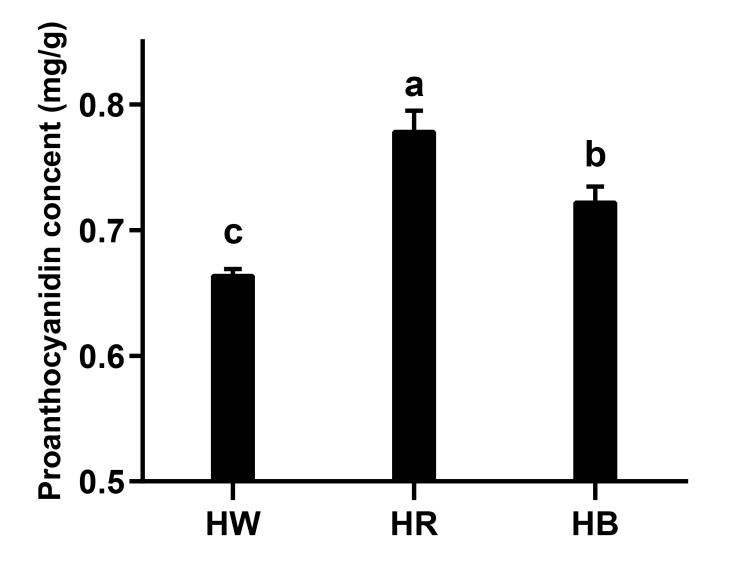 Proanthocyanidin concent (mg/g)
0.8
0.7
0.6
0.5
c
a
b
HW
HR
HB